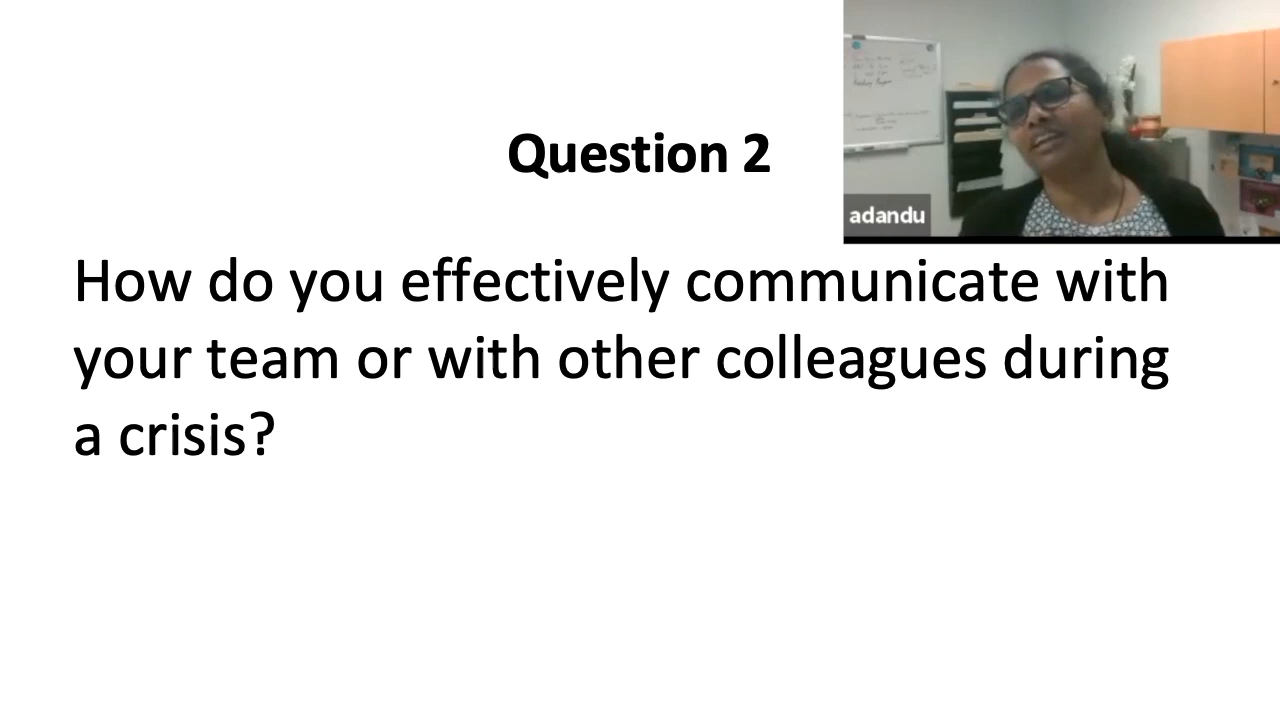 Question 2
adandu
How do you effectively communicate with
your team or with other colleagues during
a crisis?